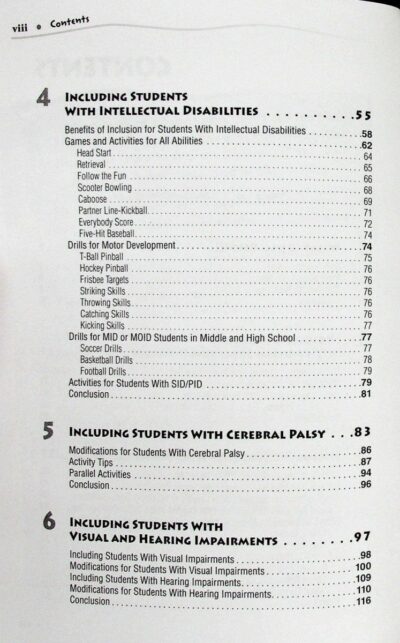 viii • Contents
4 INCLUDING STUDENTS
WITH INTELLECTUAL DISABILITIES . . . . . . . . . .55
Benefits of Inclusion for Students With Intellectual Disabilities . . . . . . . . . . .58
Games and Activities for All Abilities . . . . . . . . . . . . . . . . . . . . . . . . . . . .62
Head Start . . . . . . . . . . . . . . . . . . . . . . . . . . . . . . . . . . . . . . . . 64
Retrieval . . . . . . . . . . . . . . . . . . . . . . . . . . . . . . . . . . . . . . . . . 65
Follow the Fun . . . . . . . . . . . . . . . . . . . . . . . . . . . . . . . . . . . . . 66
Scooter Bowling . . . . . . . . . . . . . . . . . . . . . . . . . . . . . . . . . . . . 68
Caboose . . . . . . . . . . . . . . . . . . . . . . . . . . . . . . . . . . . . . . . . . 69
Partner Line-Kickball . . . . . . . . . . . . . . . . . . . . . . . . . . . . . . . . . 71
Everybody Score . . . . . . . . . . . . . . . . . . . . . . . . . . . . . . . . . . . . 72
Five-Hit Baseball . . . . . . . . . . . . . . . . . . . . . . . . . . . . . . . . . . . . 74
Drills for Motor Development . . . . . . . . . . . . . . . . . . . . . . . . . . . . . . .74
T-Ball Pinball . . . . . . . . . . . . . . . . . . . . . . . . . . . . . . . . . . . . . . 75
Hockey Pinball . . . . . . . . . . . . . . . . . . . . . . . . . . . . . . . . . . . . . 76
Frisbee Targets . . . . . . . . . . . . . . . . . . . . . . . . . . . . . . . . . . . . . 76
Striking Skills . . . . . . . . . . . . . . . . . . . . . . . . . . . . . . . . . . . . . . 76
Throwing Skills . . . . . . . . . . . . . . . . . . . . . . . . . . . . . . . . . . . . . 76
Catching Skills . . . . . . . . . . . . . . . . . . . . . . . . . . . . . . . . . . . . . 76
Kicking Skills . . . . . . . . . . . . . . . . . . . . . . . . . . . . . . . . . . . . . . 77
Drills for MID or MOID Students in Middle and High School . . . . . . . . . . . .77
Soccer Drills . . . . . . . . . . . . . . . . . . . . . . . . . . . . . . . . . . . . . . 77
Basketball Drills . . . . . . . . . . . . . . . . . . . . . . . . . . . . . . . . . . . . 78
Football Drills . . . . . . . . . . . . . . . . . . . . . . . . . . . . . . . . . . . . . 79
Activities for Students With SID/PID . . . . . . . . . . . . . . . . . . . . . . . . . . .79
Conclusion . . . . . . . . . . . . . . . . . . . . . . . . . . . . . . . . . . . . . . . . . .81
5 INCLUDING STUDENTS WITH CEREBRAL PALSY . . .83
Modifications for Students With Cerebral Palsy . . . . . . . . . . . . . . . . . . . .86
Activity Tips . . . . . . . . . . . . . . . . . . . . . . . . . . . . . . . . . . . . . . . . .87
Parallel Activities . . . . . . . . . . . . . . . . . . . . . . . . . . . . . . . . . . . . . .94
Conclusion . . . . . . . . . . . . . . . . . . . . . . . . . . . . . . . . . . . . . . . . . .96
6 INCLUDING STUDENTS WITH
VISUAL AND HEARING IMPAIRMENTS . . . . . . . .97
Including Students With Visual Impairments . . . . . . . . . . . . . . . . . . . . . .98
Modifications for Students With Visual Impairments . . . . . . . . . . . . . . . . 100
Including Students With Hearing Impairments . . . . . . . . . . . . . . . . . . . . .109
Modifications for Students With Hearing Impairments . . . . . . . . . . . . . . . 110
Conclusion . . . . . . . . . . . . . . . . . . . . . . . . . . . . . . . . . . . . . . . . . 116